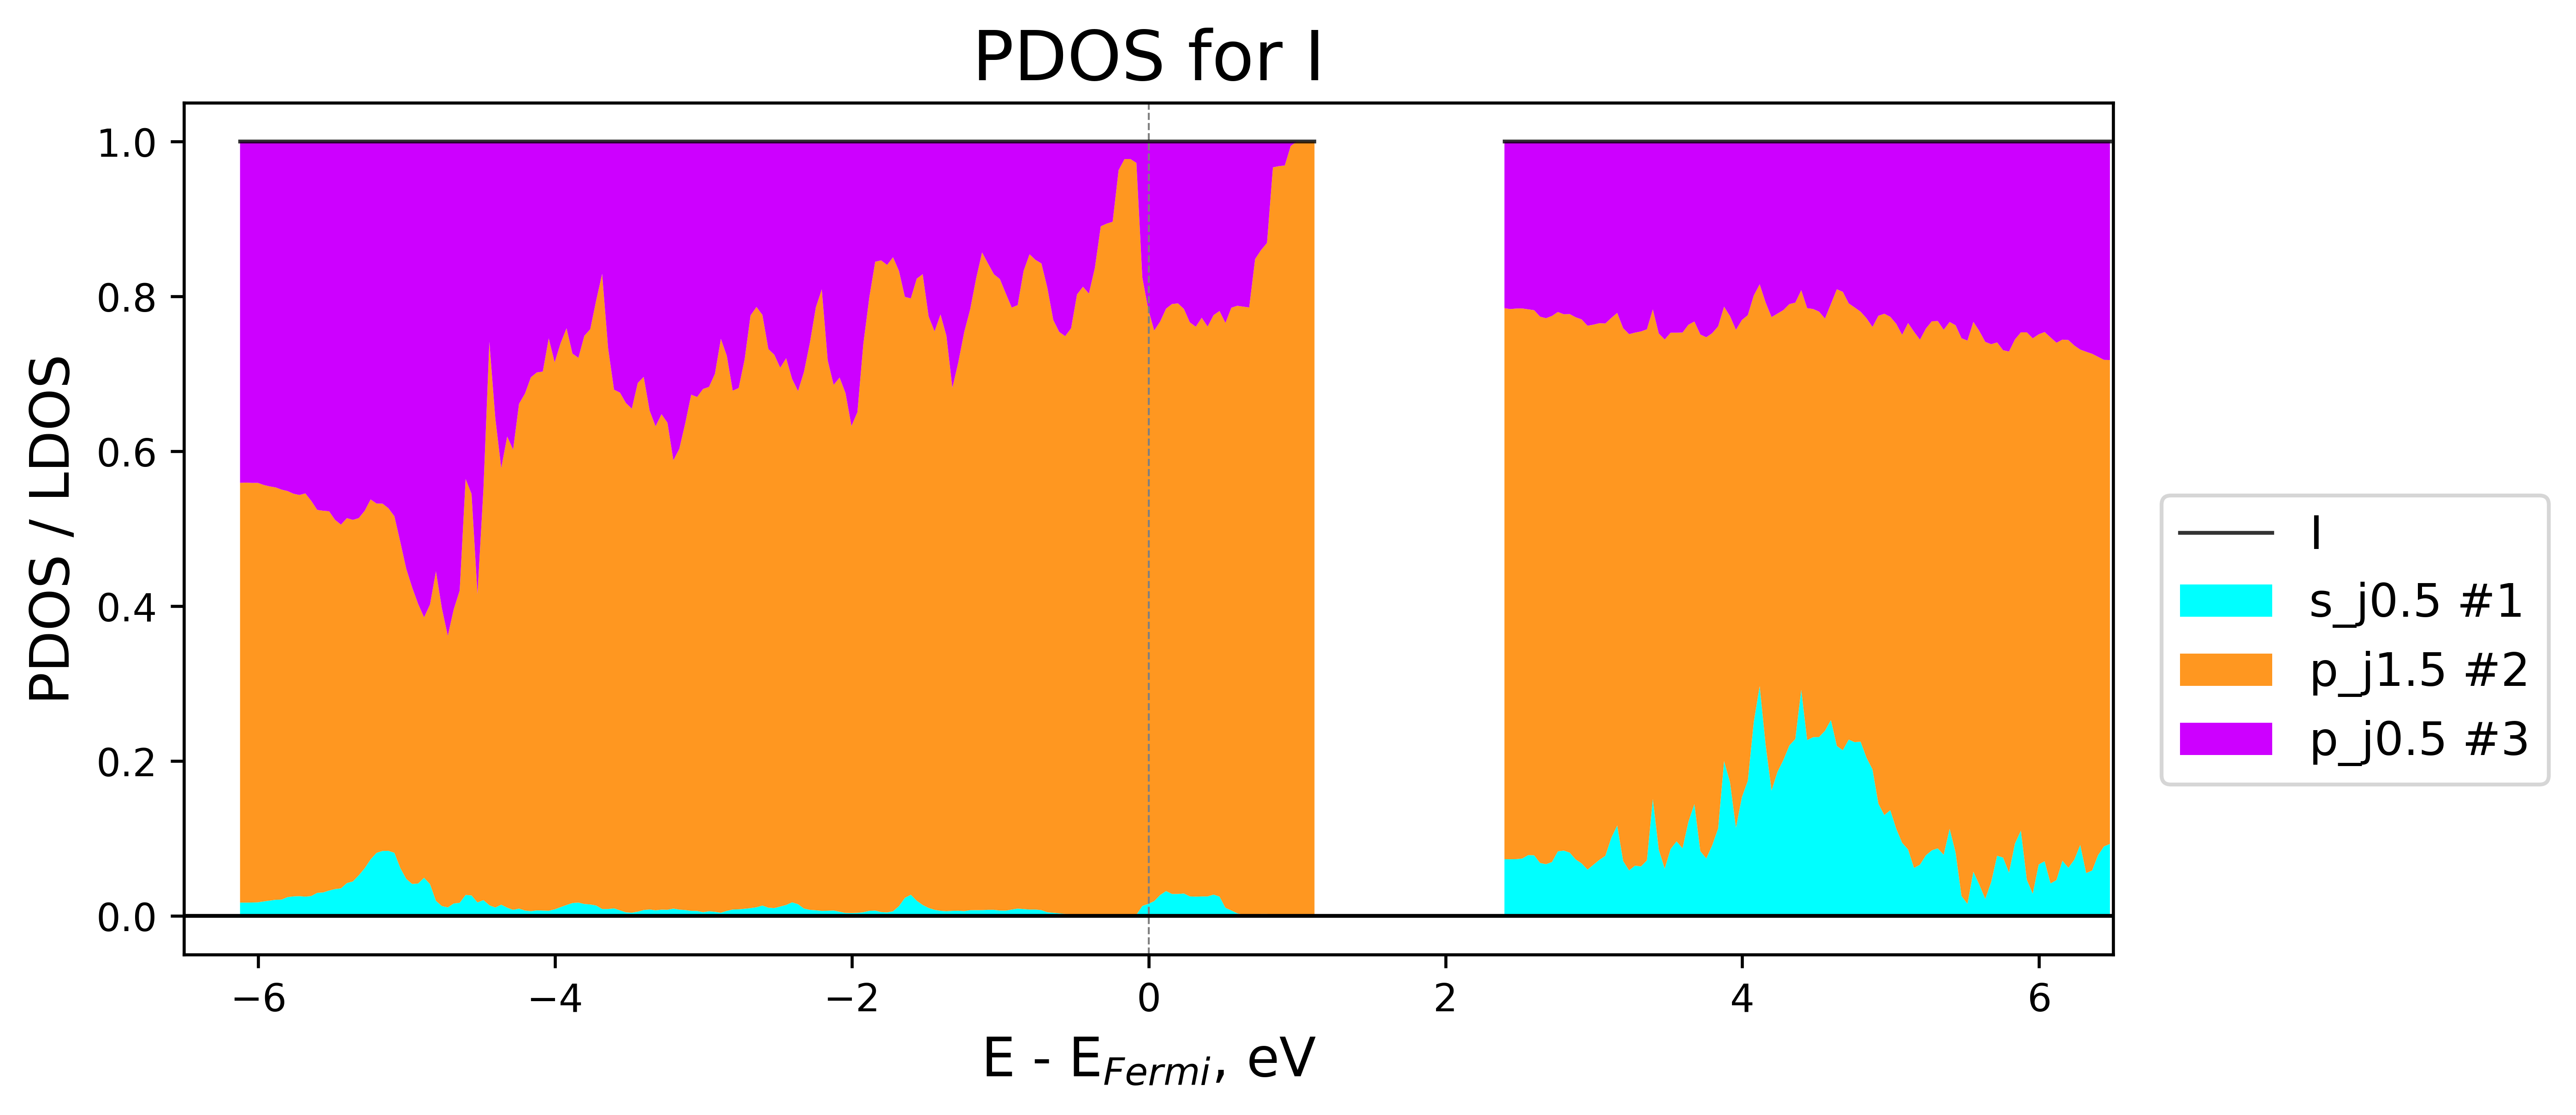 PDOS for I
PDOS / LDOS
1.0
0.8
0.6
0.4
0.2
0.0
−6
−4
−2
0
2
4
6
E - E_Fermi, eV
I
s_j0.5 #1
p_j1.5 #2
p_j0.5 #3